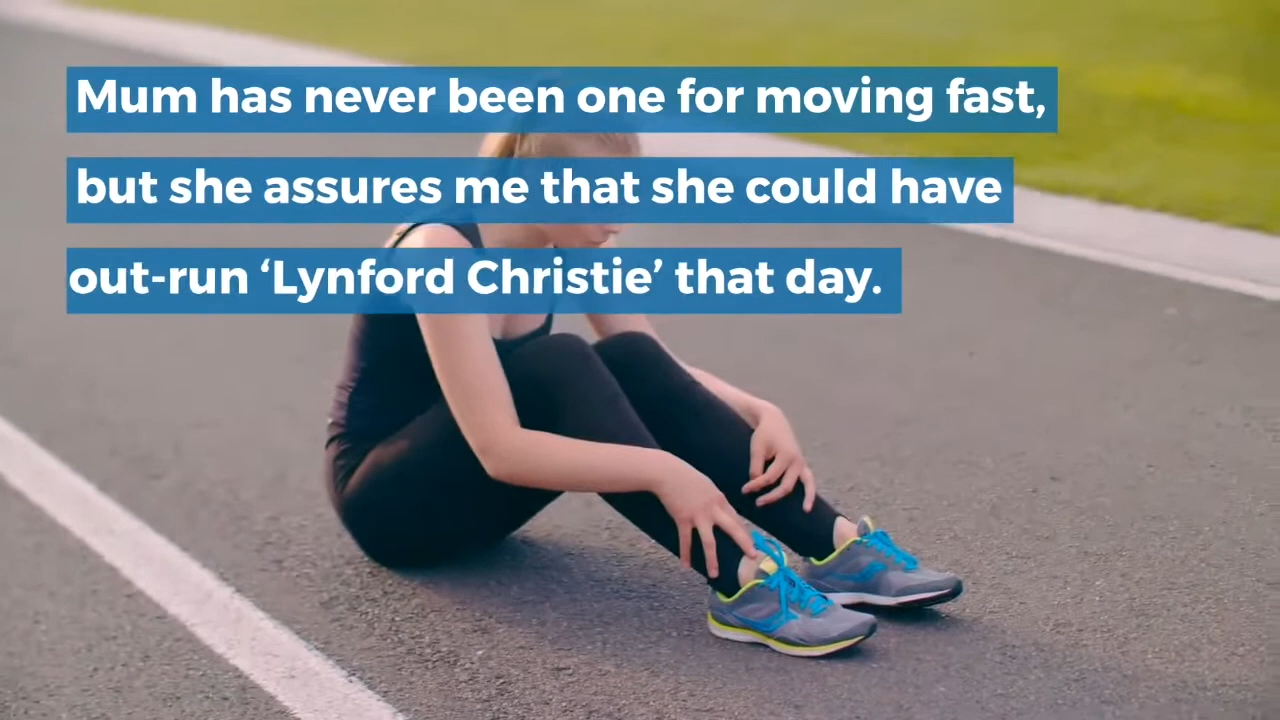 Mum has never been one for moving fast,
but she assures me that she could have
out-run ‘Lynford Christie’ that day.